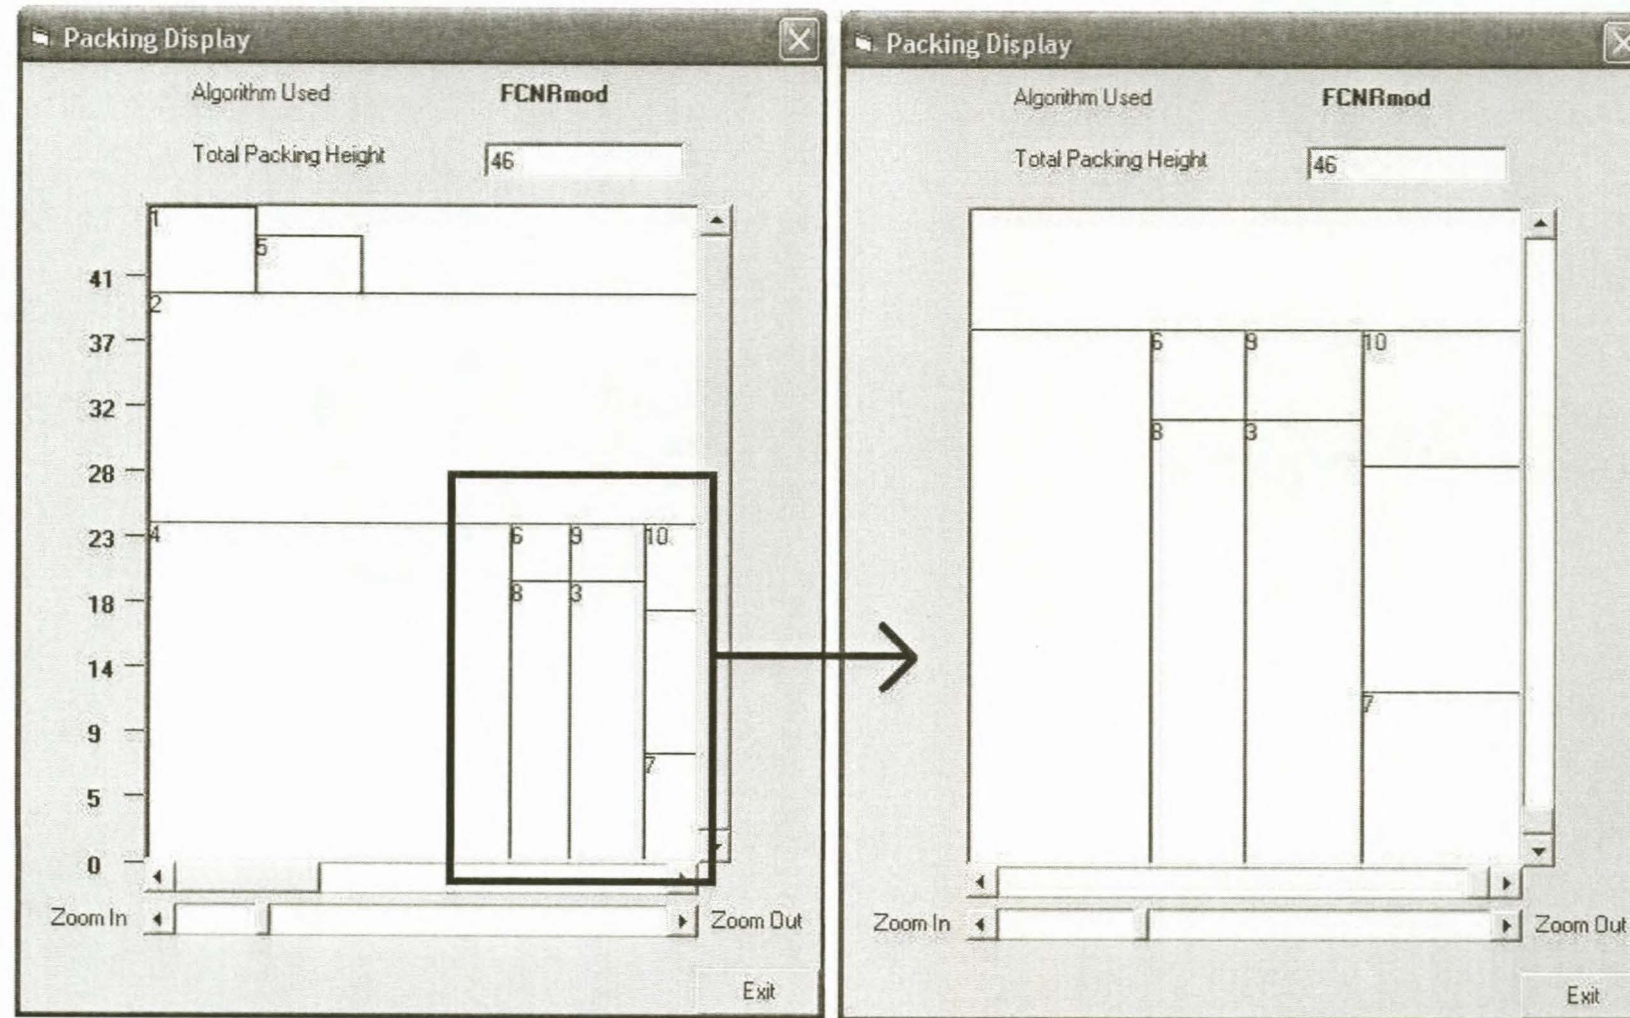 Packing Display
Algorithm Used FCNRmod
Total Packing Height 46
1
5
41
2
37
32
28
4 6 9 10
23
8 3
18
14
9
7
5
0
Zoom In Zoom Out
Exit
Packing Display
Algorithm Used FCNRmod
Total Packing Height 46
6 9 10
8 3
7
Zoom In Zoom Out
Exit